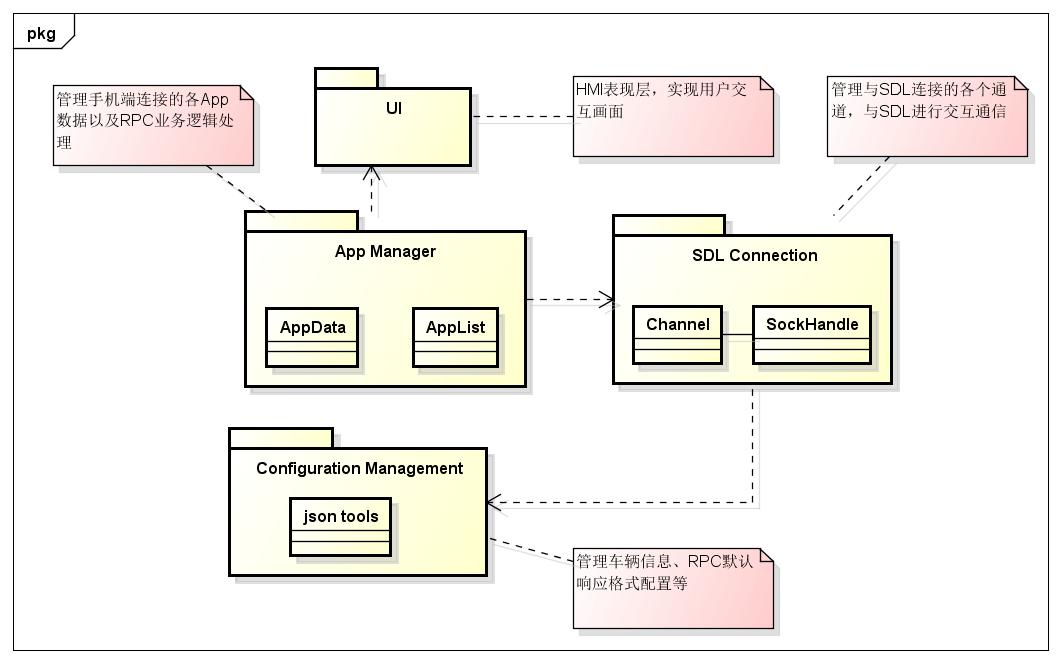 pkg
管理手机端连接的各App
数据以及RPC业务逻辑处
理
UI
HMI表现层，实现用户交
互画面
管理与SDL连接的各个通
道，与SDL进行交互通信
App Manager
AppData
AppList
SDL Connection
Channel
SockHandle
Configuration Management
json tools
管理车辆信息、RPC默认
响应格式配置等